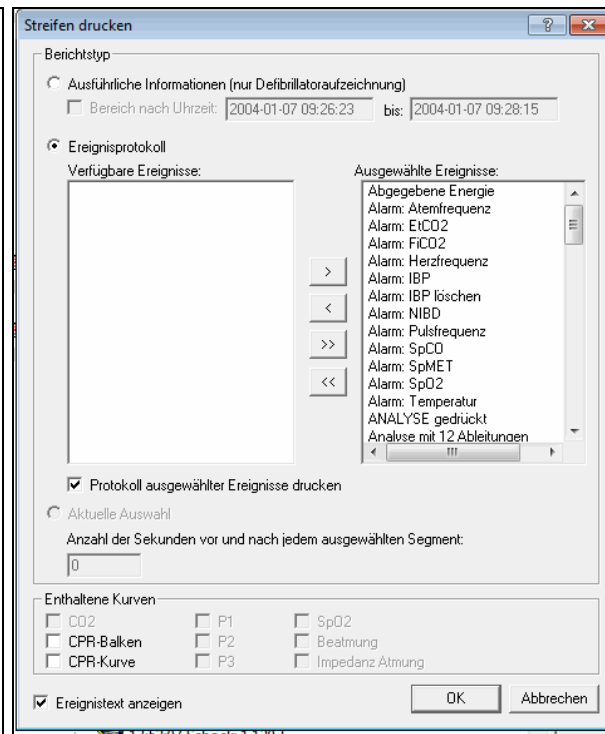 Streifen drucken
Berichtstyp
Ausführliche Informationen (nur Defibrillatoraufzeichnung)
Bereich nach Uhrzeit: 2004-01-07 09:26:23 bis: 2004-01-07 09:28:15
Ereignisprotokoll
Verfügbare Ereignisse:
Ausgewählte Ereignisse:
Abgegebene Energie
Alarm: Atemfrequenz
Alarm: EtCO2
Alarm: FiCO2
Alarm: Herzfrequenz
Alarm: IBP
Alarm: IBP löschen
Alarm: NIBD
Alarm: Pulsfrequenz
Alarm: SpCO
Alarm: SpMET
Alarm: SpO2
Alarm: Temperatur
ANALYSE gedrückt
Analyse mit 12 Ableitungen
>
<
>>
<<
Protokoll ausgewählter Ereignisse drucken
Aktuelle Auswahl
Anzahl der Sekunden vor und nach jedem ausgewählten Segment:
0
Enthaltene Kurven
CO2 P1 SpO2
CPR-Balken P2 Beatmung
CPR-Kurve P3 Impedanz Atmung
Ereignistext anzeigen
OK Abbrechen